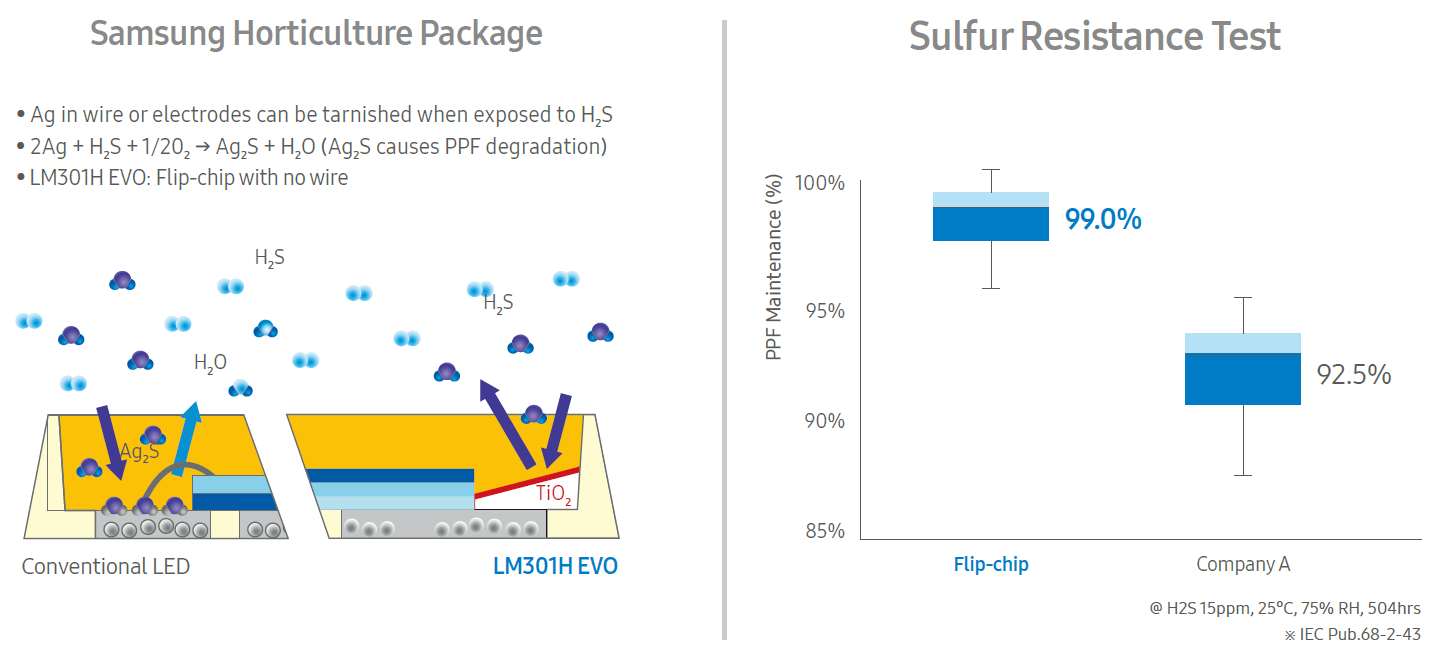 Samsung Horticulture Package
• Ag in wire or electrodes can be tarnished when exposed to H₂S
• 2Ag + H₂S + 1/2O₂ → Ag₂S + H₂O (Ag₂S causes PPF degradation)
• LM301H EVO: Flip-chip with no wire
H₂S
H₂S
H₂O
Ag₂S
TiO₂
Conventional LED
LM301H EVO
Sulfur Resistance Test
PPF Maintenance (%)
100%
95%
90%
85%
99.0%
92.5%
Flip-chip
Company A
@ H2S 15ppm, 25°C, 75% RH, 504hrs
※ IEC Pub.68-2-43